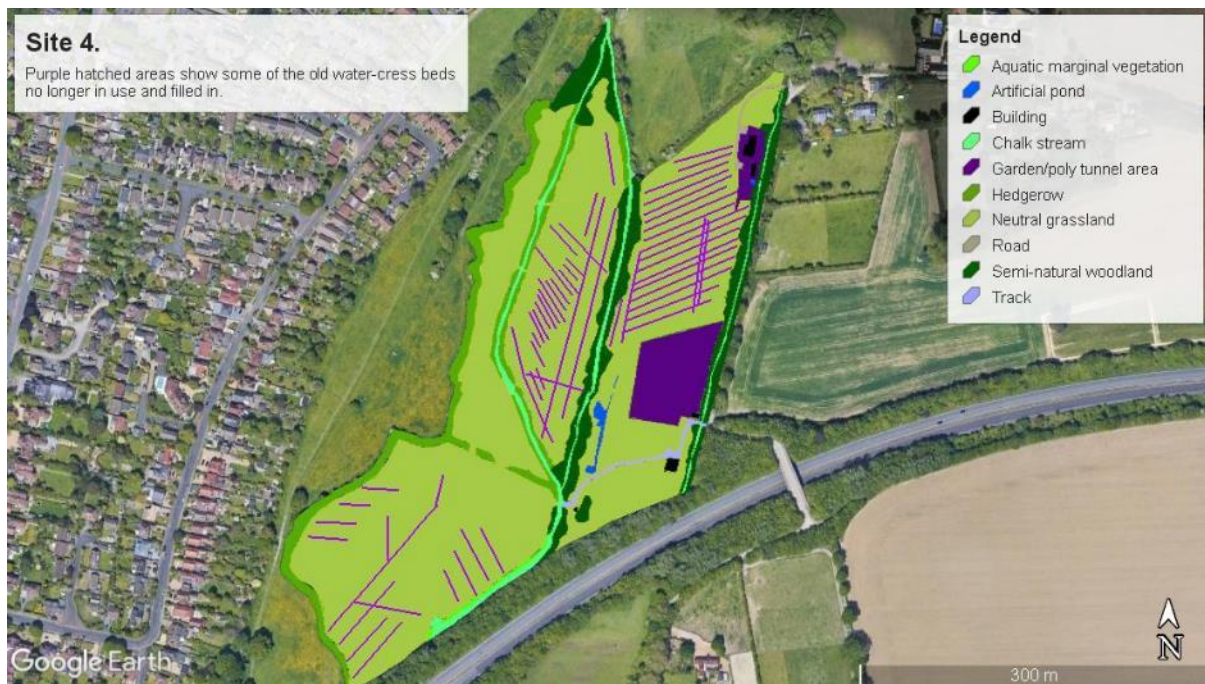 Site 4.
Purple hatched areas show some of the old water-cress beds
no longer in use and filled in.
Legend
Aquatic marginal vegetation
Artificial pond
Building
Chalk stream
Garden/poly tunnel area
Hedgerow
Neutral grassland
Road
Semi-natural woodland
Track
Google Earth
300 m
N